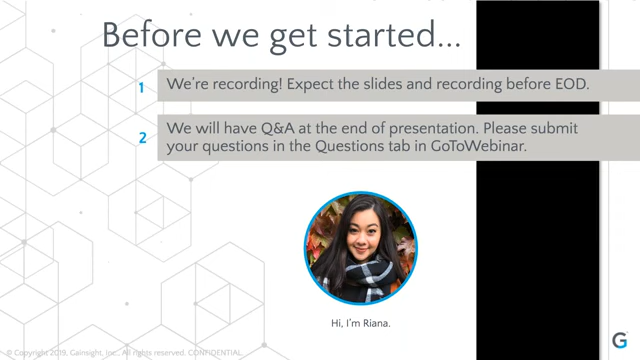 Before we get started...
1
We're recording! Expect the slides and recording before EOD.
2
We will have Q&A at the end of presentation. Please submit
your questions in the Questions tab in GoToWebinar.
Hi, I'm Riana.
© Copyright 2019, Gainsight, Inc., All rights reserved. CONFIDENTIAL.
G